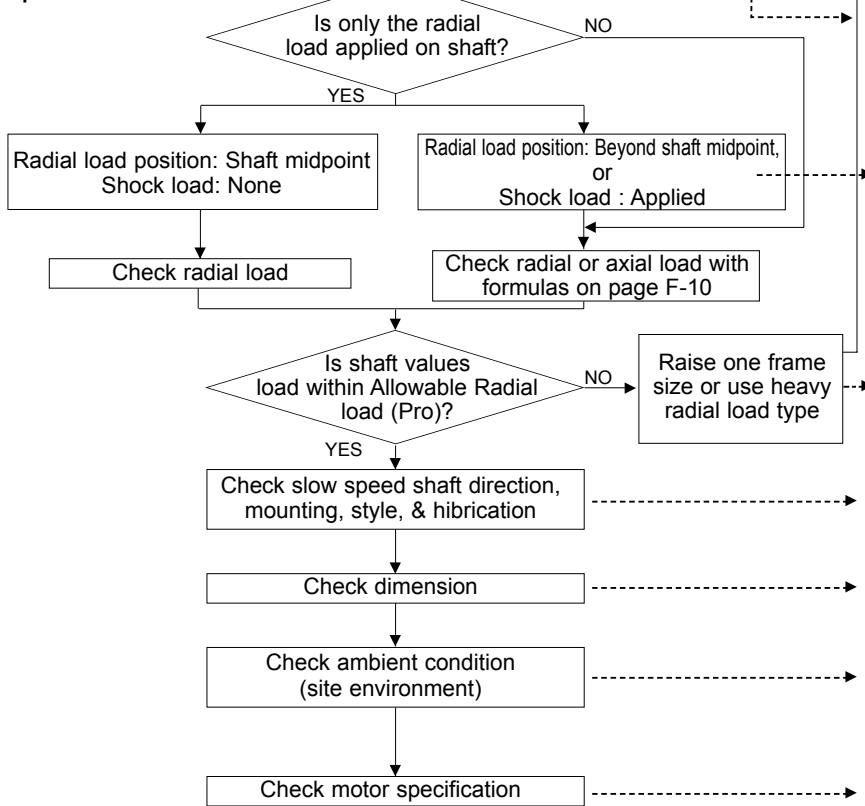 Is only the radial
load applied on shaft?
NO
YES
Radial load position: Shaft midpoint
Shock load: None
Radial load position: Beyond shaft midpoint,
or
Shock load : Applied
Check radial load
Check radial or axial load with
formulas on page F-10
Is shaft values
load within Allowable Radial
load (Pro)?
NO
Raise one frame
size or use heavy
radial load type
YES
Check slow speed shaft direction,
mounting, style, & hibrication
Check dimension
Check ambient condition
(site environment)
Check motor specification